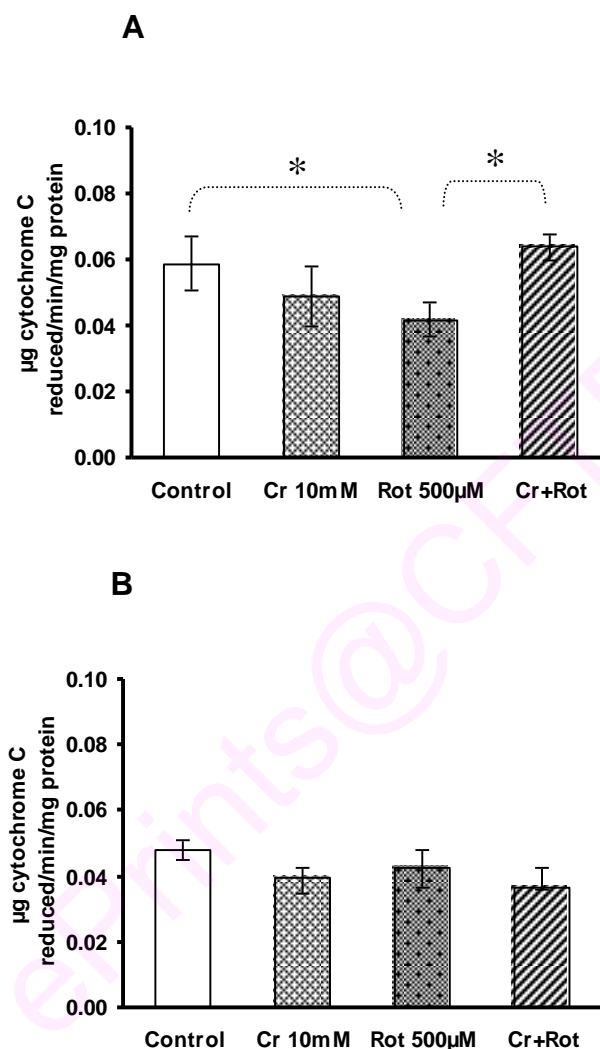 A
µg cytochrome C
reduced/min/mg protein
0.10
0.08
0.06
0.04
0.02
0.00
*
*
Control Cr 10mM Rot 500µM Cr+Rot
B
µg cytochrome C
reduced/min/mg protein
0.10
0.08
0.06
0.04
0.02
0.00
Control Cr 10mM Rot 500µM Cr+Rot
ePrints@CFT